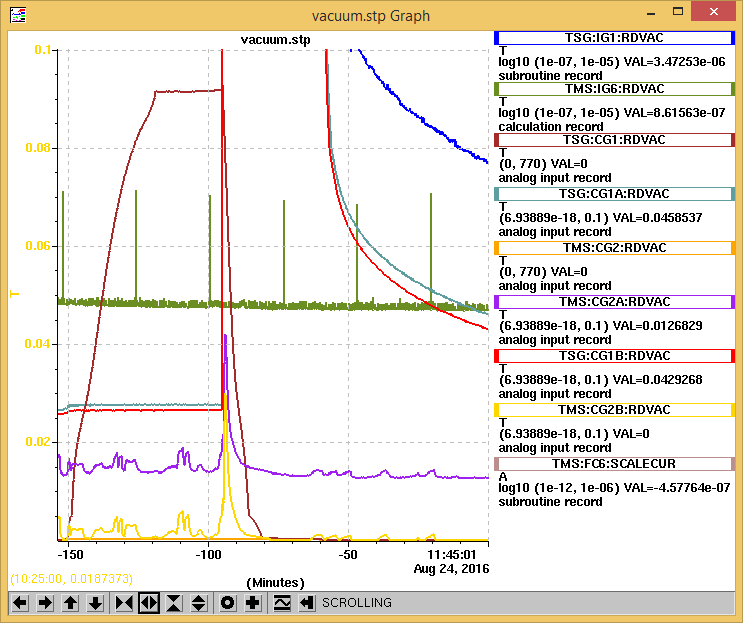 vacuum.stp Graph
vacuum.stp
0.1
0.08
0.06
T
0.04
0.02
-150
-100
-50
11:45:01
Aug 24, 2016
(10:25:00, 0.0187373)
(Minutes)
SCROLLING
TSG:IG1:RDVAC
T
log10 (1e-07, 1e-05) VAL=3.47253e-06
subroutine record
TMS:IG6:RDVAC
T
log10 (1e-07, 1e-05) VAL=8.61563e-07
calculation record
TSG:CG1:RDVAC
T
(0, 770) VAL=0
analog input record
TSG:CG1A:RDVAC
T
(6.93889e-18, 0.1) VAL=0.0458537
analog input record
TMS:CG2:RDVAC
T
(0, 770) VAL=0
analog input record
TMS:CG2A:RDVAC
T
(6.93889e-18, 0.1) VAL=0.0126829
analog input record
TSG:CG1B:RDVAC
T
(6.93889e-18, 0.1) VAL=0.0429268
analog input record
TMS:CG2B:RDVAC
T
(6.93889e-18, 0.1) VAL=0
analog input record
TMS:FC6:SCALECUR
A
log10 (1e-12, 1e-06) VAL=-4.57764e-07
subroutine record